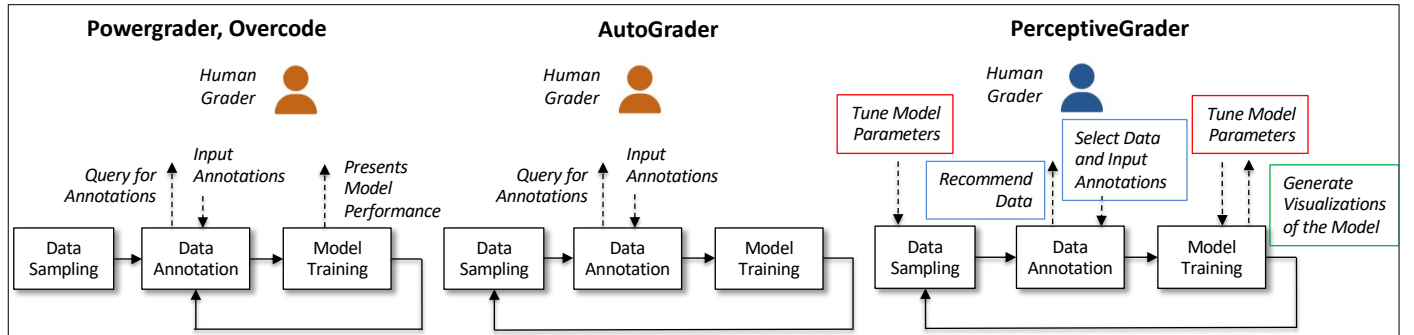 Powergrader, Overcode
Human
Grader
Query for
Annotations
Input
Annotations
Presents
Model
Performance
Data
Sampling
Data
Annotation
Model
Training
AutoGrader
Human
Grader
Query for
Annotations
Input
Annotations
Data
Sampling
Data
Annotation
Model
Training
PerceptiveGrader
Human
Grader
Tune Model
Parameters
Recommend
Data
Select Data
and Input
Annotations
Tune Model
Parameters
Generate
Visualizations
of the Model
Data
Sampling
Data
Annotation
Model
Training